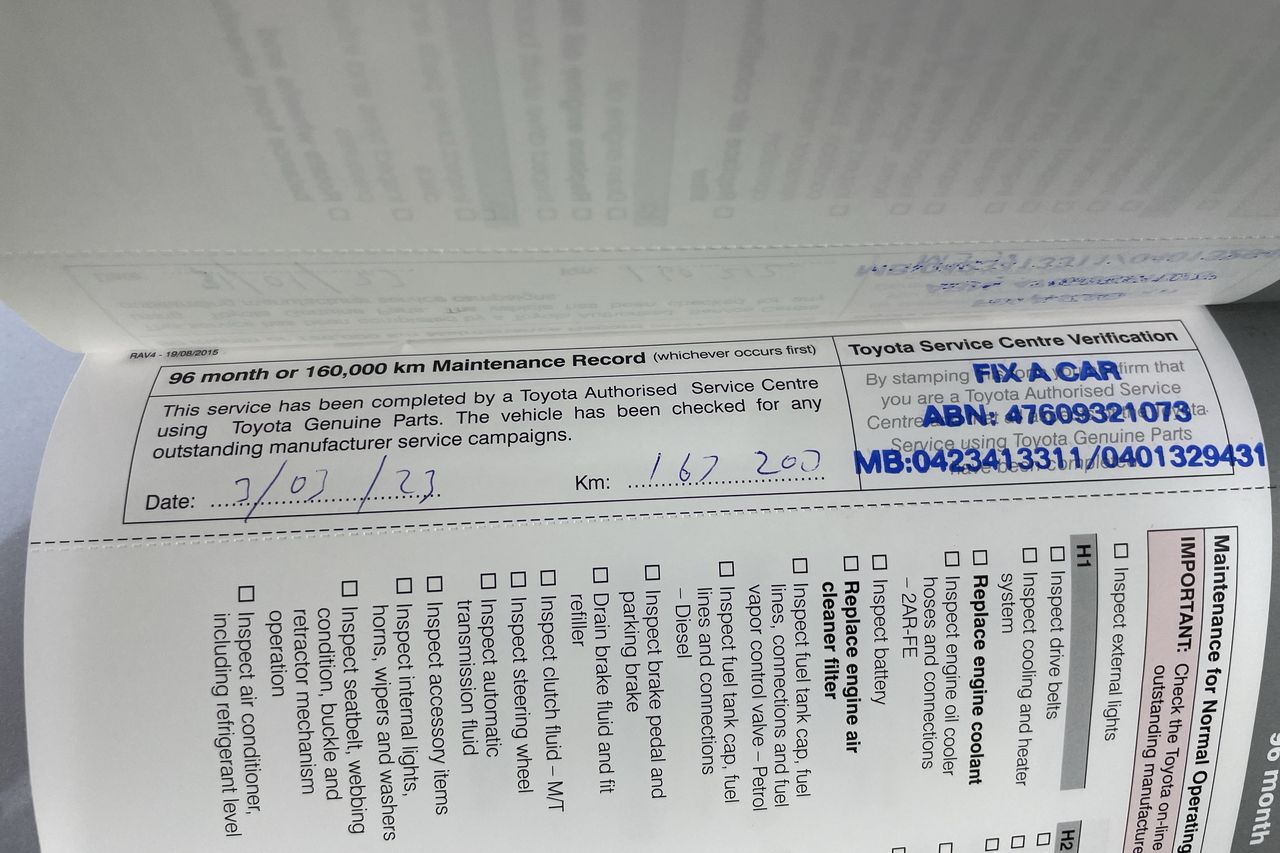 RAV4 - 19/08/2015
96 month or 160,000 km Maintenance Record (whichever occurs first)
This service has been completed by a Toyota Authorised Service Centre
using Toyota Genuine Parts. The vehicle has been checked for any
outstanding manufacturer service campaigns.
Date: 3/03/23
Km: 167 200
Toyota Service Centre Verification
By stamping
FIX A CAR
firm that
you are a Toyota Authorised Service
Centre
ABN: 47609321073
Service using Toyota Genuine Parts
MB:0423413311/0401329431
Maintenance for Normal Operating
IMPORTANT: Check the Toyota on-line
outstanding manufacture
☐ Inspect external lights
H1
☐ Inspect drive belts
☐ Inspect cooling and heater
system
☐ Replace engine coolant
☐ Inspect engine oil cooler
hoses and connections
– 2AR-FE
☐ Inspect battery
☐ Replace engine air
cleaner filter
☐ Inspect fuel tank cap, fuel
lines, connections and fuel
vapor control valve – Petrol
☐ Inspect fuel tank cap, fuel
lines and connections
– Diesel
☐ Inspect brake pedal and
parking brake
☐ Drain brake fluid and fit
refiller
☐ Inspect clutch fluid – M/T
☐ Inspect steering wheel
☐ Inspect automatic
transmission fluid
☐ Inspect accessory items
☐ Inspect internal lights,
horns, wipers and washers
☐ Inspect seatbelt, webbing
condition, buckle and
retractor mechanism
operation
☐ Inspect air conditioner,
including refrigerant level
H2
96 month